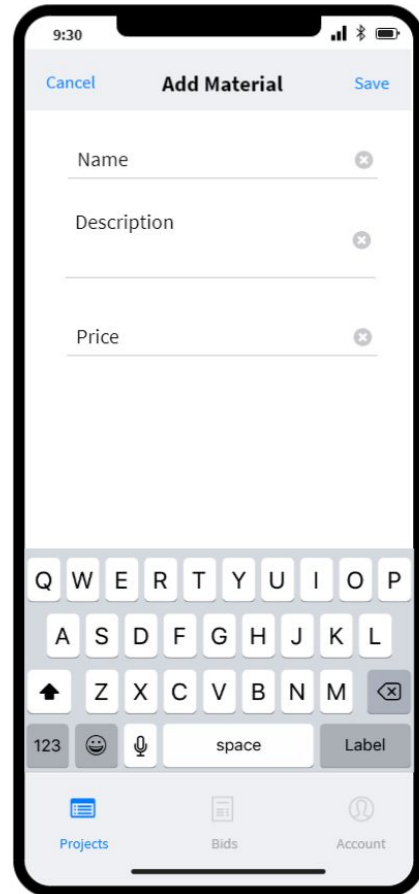 9:30
Cancel Add Material Save
Name
Description
Price
Q W E R T Y U I O P
A S D F G H J K L
Z X C V B N M
123 space Label
Projects Bids Account